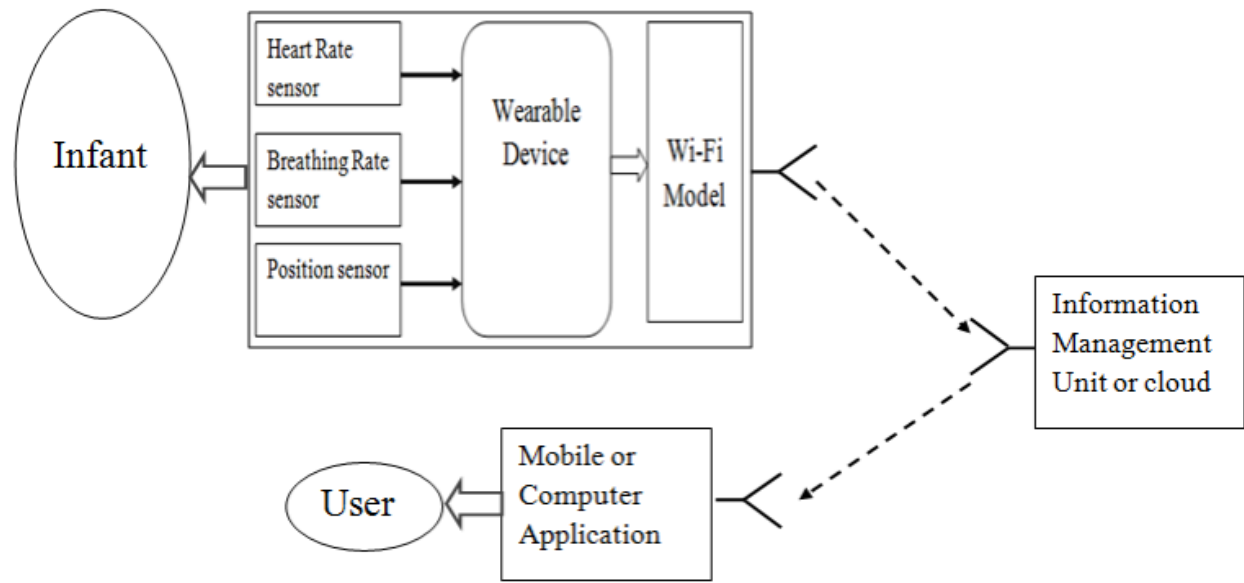 Infant
Heart Rate
sensor
Breathing Rate
sensor
Position sensor
Wearable
Device
Wi-Fi
Model
Information
Management
Unit or cloud
Mobile or
Computer
Application
User